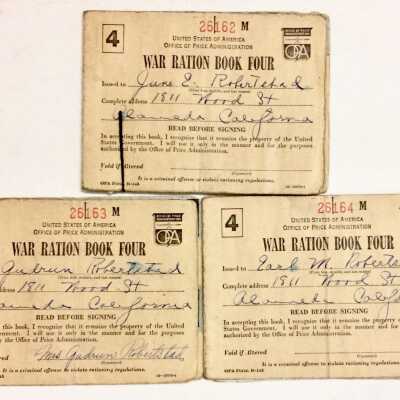 4
26162 M
UNITED STATES OF AMERICA
OFFICE OF PRICE ADMINISTRATION
OPA
WAR RATION BOOK FOUR
Issued to June E. Robertstad
Complete address 1811 Wood St
Alameda California
READ BEFORE SIGNING
In accepting this book, I recognize that it remains the property of the United
States Government. I will use it only in the manner and for the purposes
authorized by the Office of Price Administration.
Void if Altered
It is a criminal offense to violate rationing regulations.
OPA Form R-145
26163 M
UNITED STATES OF AMERICA
OFFICE OF PRICE ADMINISTRATION
OPA
WAR RATION BOOK FOUR
Gudrun Robertstad
address 1811 Wood St
Alameda California
READ BEFORE SIGNING
accepting this book, I recognize that it remains the property of the United
Government. I will use it only in the manner and for the purposes
by the Office of Price Administration.
Altered Mrs Gudrun Robertstad
It is a criminal offense to violate rationing regulations.
4
26164 M
UNITED STATES OF AMERICA
OFFICE OF PRICE ADMINISTRATION
WAR RATION BOOK FOUR
Issued to Earl M. Roberts
Complete address 1811 Wood St
Alameda Calif
READ BEFORE SIGNING
In accepting this book, I recognize that it remains the property
States Government. I will use it only in the manner and for
authorized by the Office of Price Administration.
Void if Altered
It is a criminal offense to violate rationing regulations.
OPA Form R-145